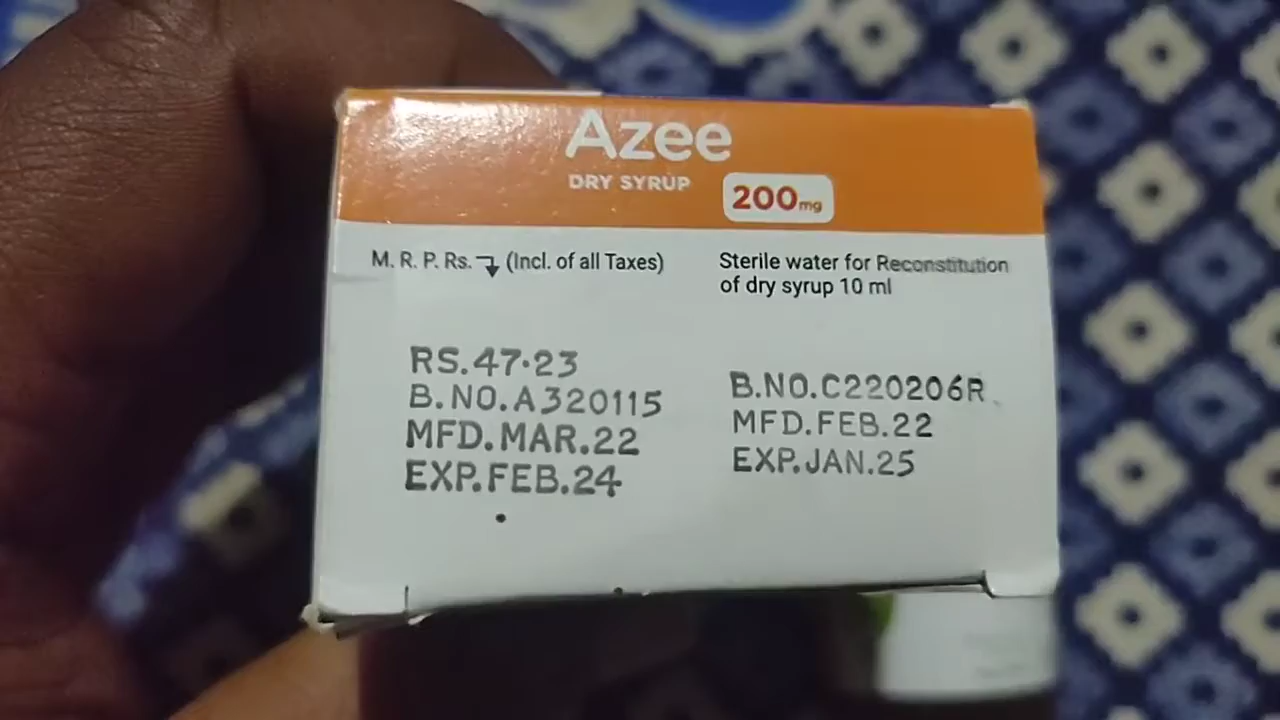 Azee
DRY SYRUP
200mg
M. R. P. Rs. (Incl. of all Taxes)
RS.47.23
B.NO.A320115
MFD.MAR.22
EXP.FEB.24
Sterile water for Reconstitution
of dry syrup 10 ml
B.NO.C220206R
MFD.FEB.22
EXP.JAN.25